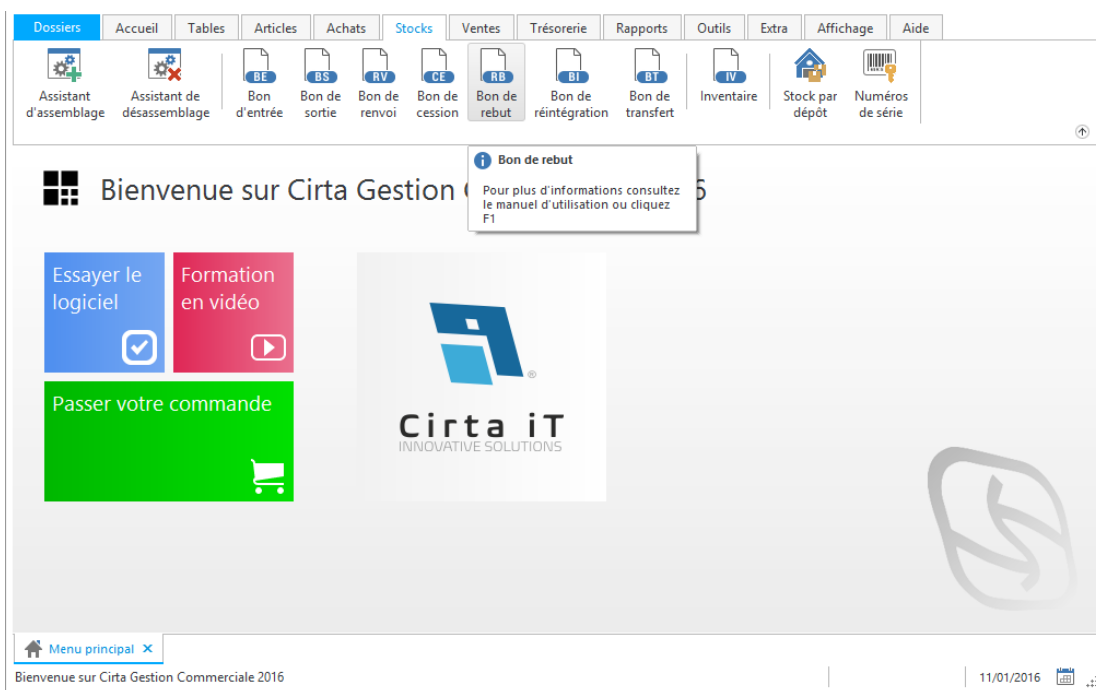 Dossiers Accueil Tables Articles Achats Stocks Ventes Trésorerie Rapports Outils Extra Affichage Aide
BE BS RV CE RB BI BT IV
Assistant Assistant de Bon Bon de Bon de Bon de Bon de Bon de Bon de Inventaire Stock par Numéros
d'assemblage désassemblage d'entrée sortie renvoi cession rebut réintégration transfert dépôt de série
Bon de rebut
Pour plus d'informations consultez
le manuel d'utilisation ou cliquez
F1
Bienvenue sur Cirta Gestion 6
Essayer le
logiciel
Formation
en vidéo
Passer votre commande
Cirta iT
INNOVATIVE SOLUTIONS
®
Menu principal
Bienvenue sur Cirta Gestion Commerciale 2016 11/01/2016